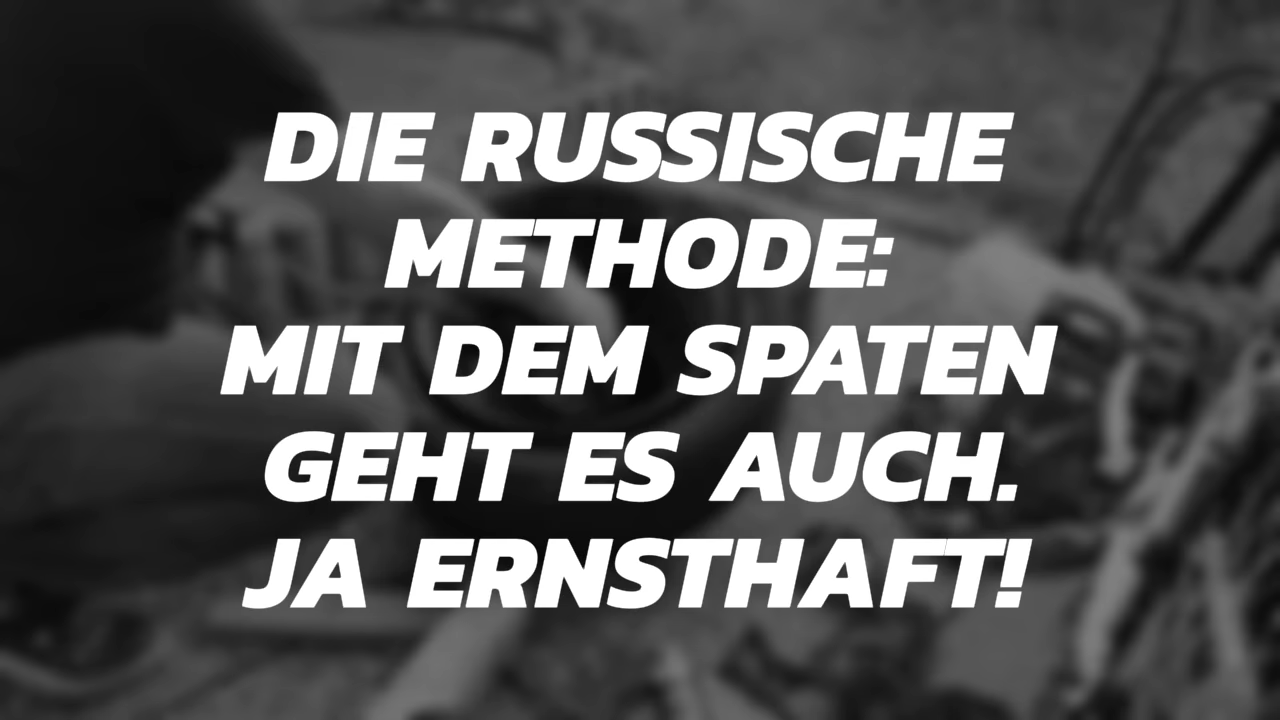 DIE RUSSISCHE
METHODE:
MIT DEM SPATEN
GEHT ES AUCH.
JA ERNSTHAFT!